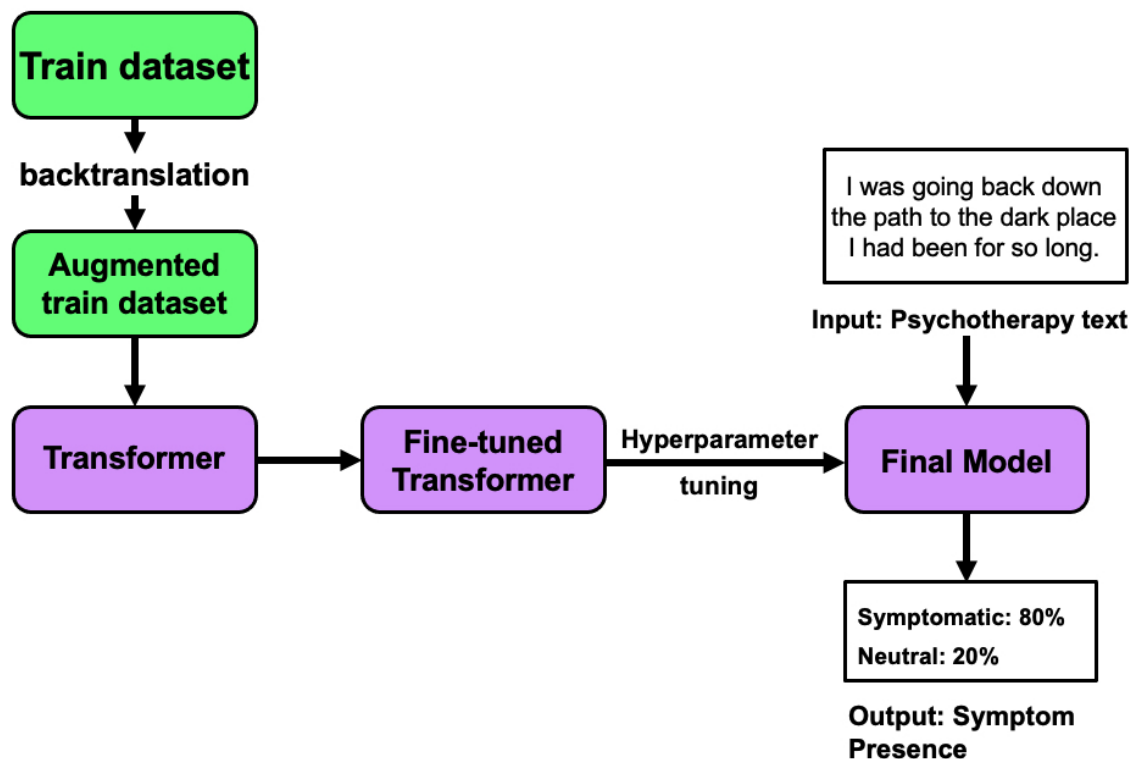 Train dataset
backtranslation
Augmented
train dataset
Transformer
Fine-tuned
Transformer
Hyperparameter
tuning
I was going back down
the path to the dark place
I had been for so long.
Input: Psychotherapy text
Final Model
Symptomatic: 80%
Neutral: 20%
Output: Symptom
Presence